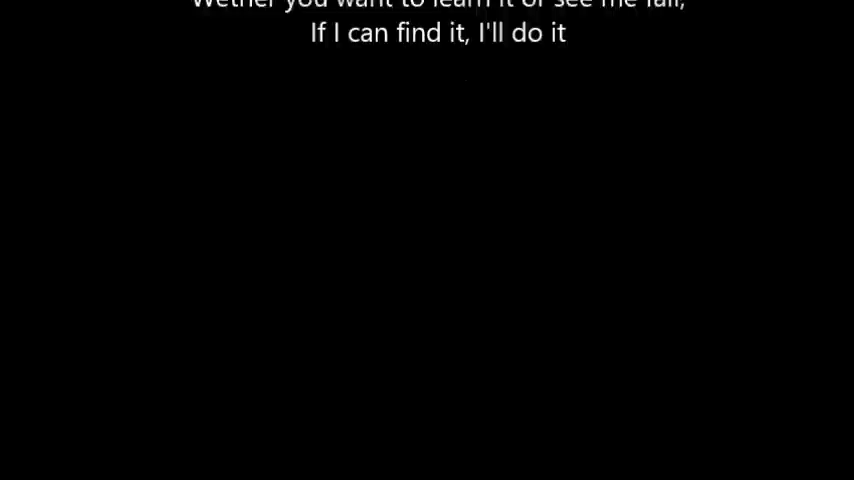 Wether you want to learn it or see me fail,
If I can find it, I'll do it